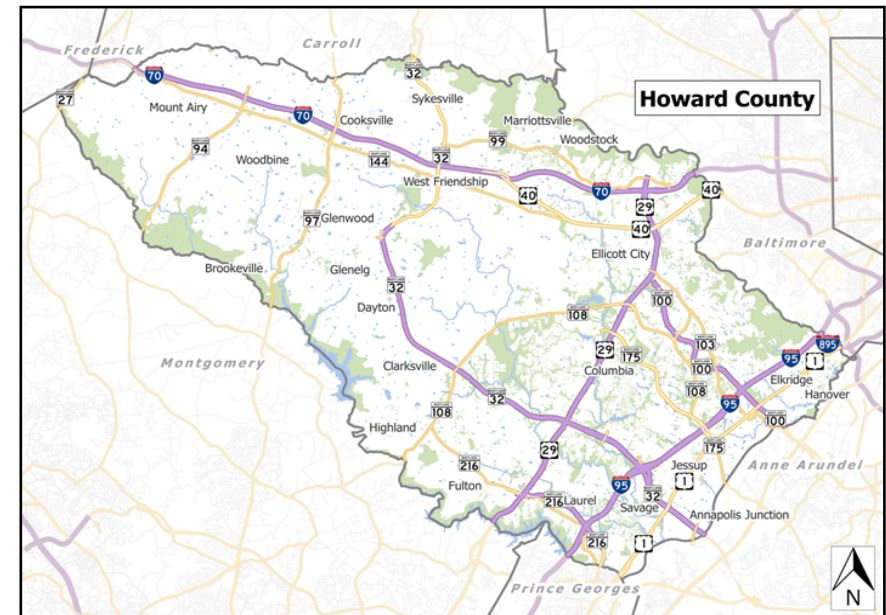 Frederick
Carroll
70
32
27
Mount Airy
Sykesville
Howard County
70
Cooksville
Marriottsville
94
99
Woodstock
Woodbine
144
32
West Friendship
70
40
29
40
97
Glenwood
40
Baltimore
Ellicott City
Brookeville
Glenelg
32
100
Dayton
108
103
895
Montgomery
29
175
95
1
Clarksville
Columbia
100
Elkridge
32
108
Hanover
108
95
100
Highland
29
175
216
Jessup
Anne Arundel
Fulton
95
1
216
Laurel
32
Savage
Annapolis Junction
216
1
Prince Georges
N